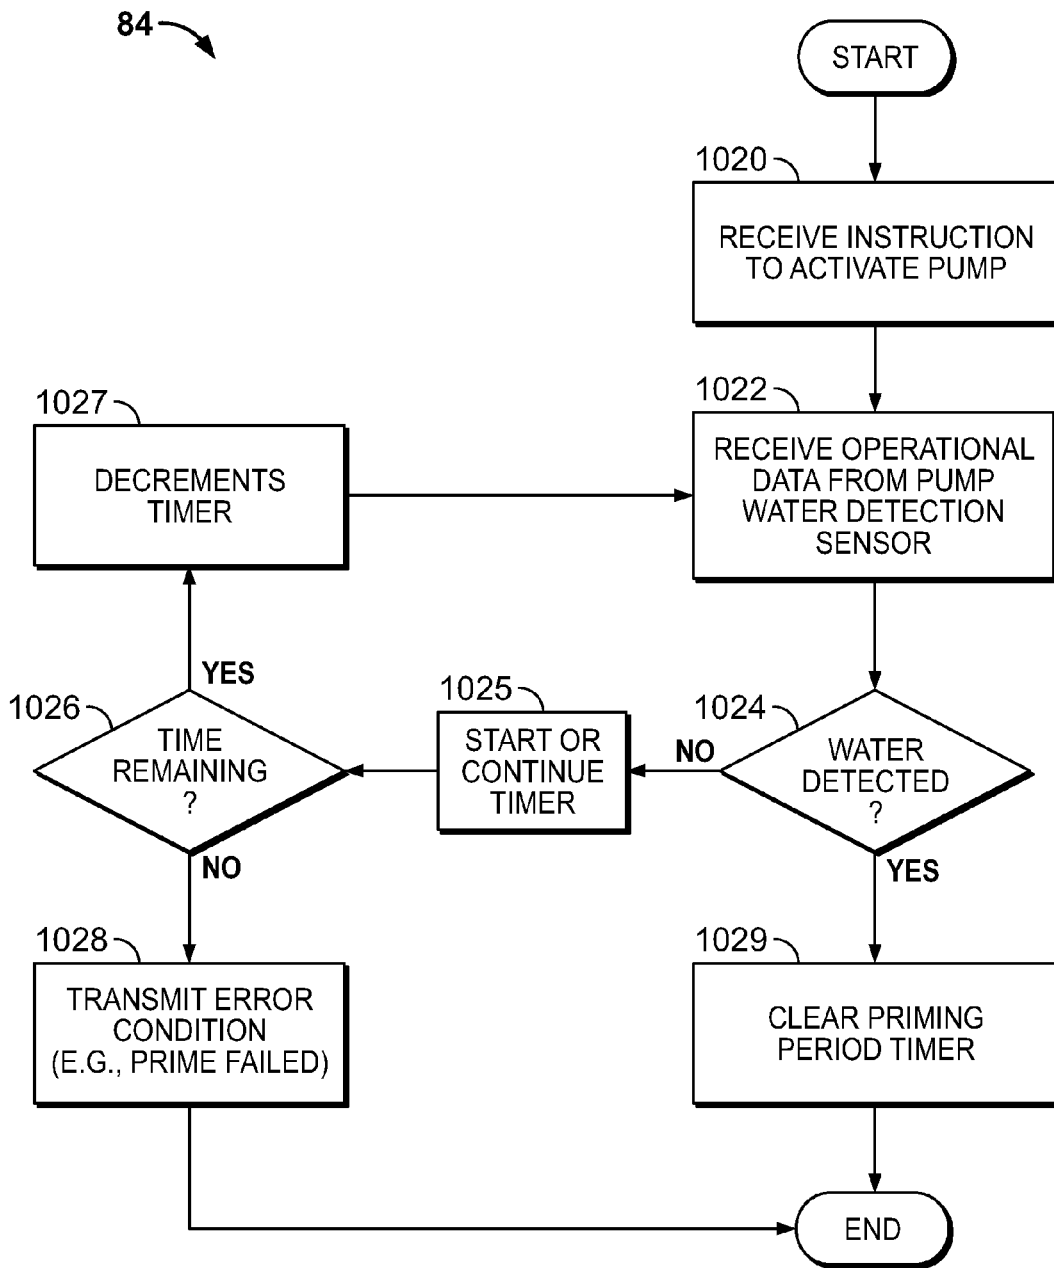 84
START
1020
RECEIVE INSTRUCTION
TO ACTIVATE PUMP
1027
1022
DECREMENTS
TIMER
RECEIVE OPERATIONAL
DATA FROM PUMP
WATER DETECTION
SENSOR
YES
1026
1025
1024
TIME
REMAINING
?
START OR
CONTINUE
TIMER
NO
WATER
DETECTED
?
NO
YES
1028
1029
TRANSMIT ERROR
CONDITION
(E.G., PRIME FAILED)
CLEAR PRIMING
PERIOD TIMER
END